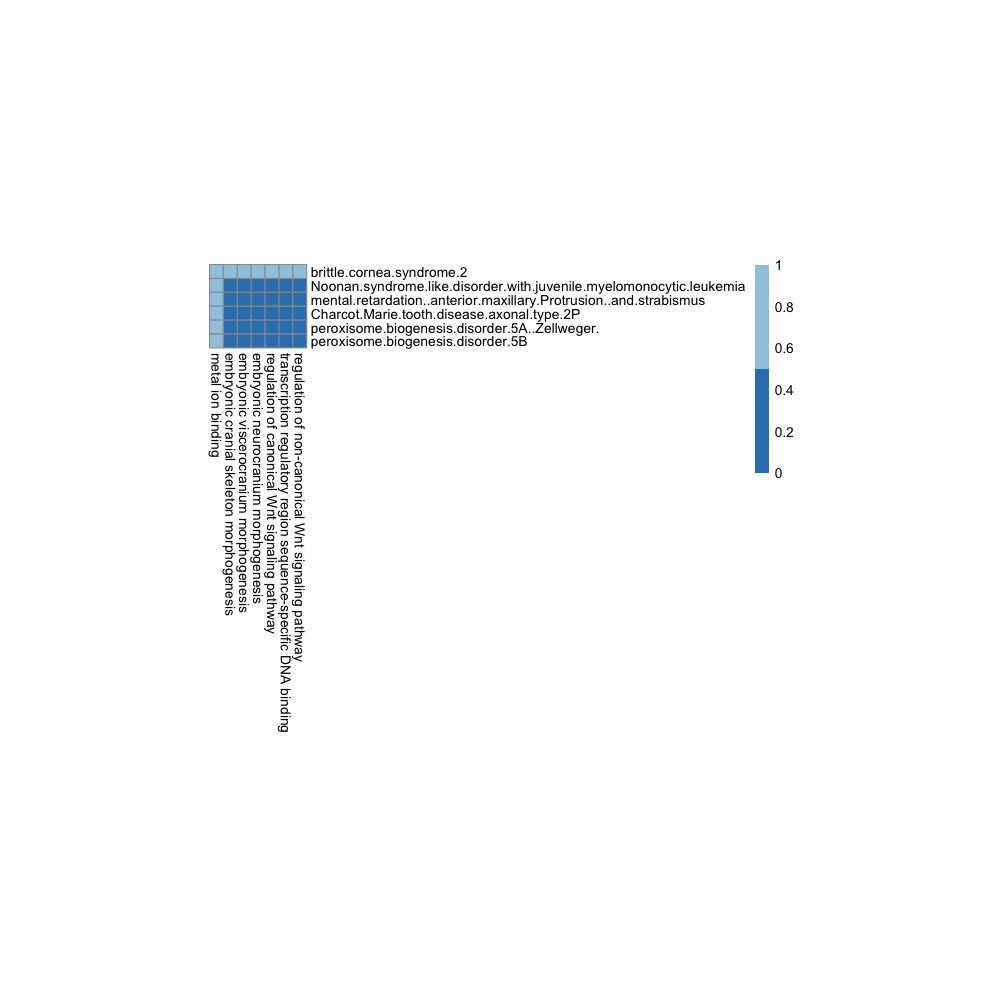 brittle.cornea.syndrome.2
Noonan.syndrome.like.disorder.with.juvenile.myelomonocytic.leukemia
mental.retardation..anterior.maxillary.Protrusion..and.strabismus
Charcot.Marie.tooth.disease.axonal.type.2P
peroxisome.biogenesis.disorder.5A..Zellweger.
peroxisome.biogenesis.disorder.5B
metal ion binding
embryonic cranial skeleton morphogenesis
embryonic viscerocranium morphogenesis
embryonic neurocranium morphogenesis
regulation of canonical Wnt signaling pathway
transcription regulatory region sequence-specific DNA binding
regulation of non-canonical Wnt signaling pathway
1
0.8
0.6
0.4
0.2
0